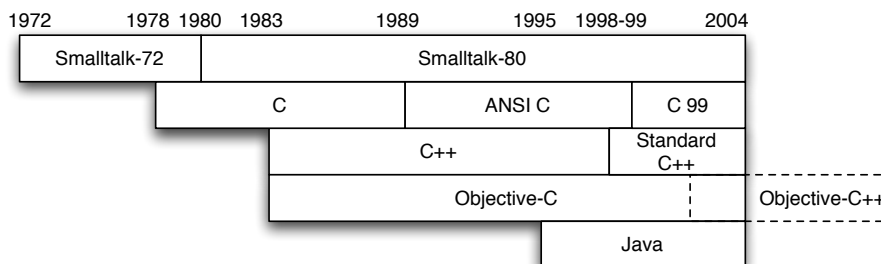 1972 1978 1980 1983 1989 1995 1998-99 2004
Smalltalk-72 Smalltalk-80
C ANSI C C 99
C++ Standard
C++
Objective-C Objective-C++
Java